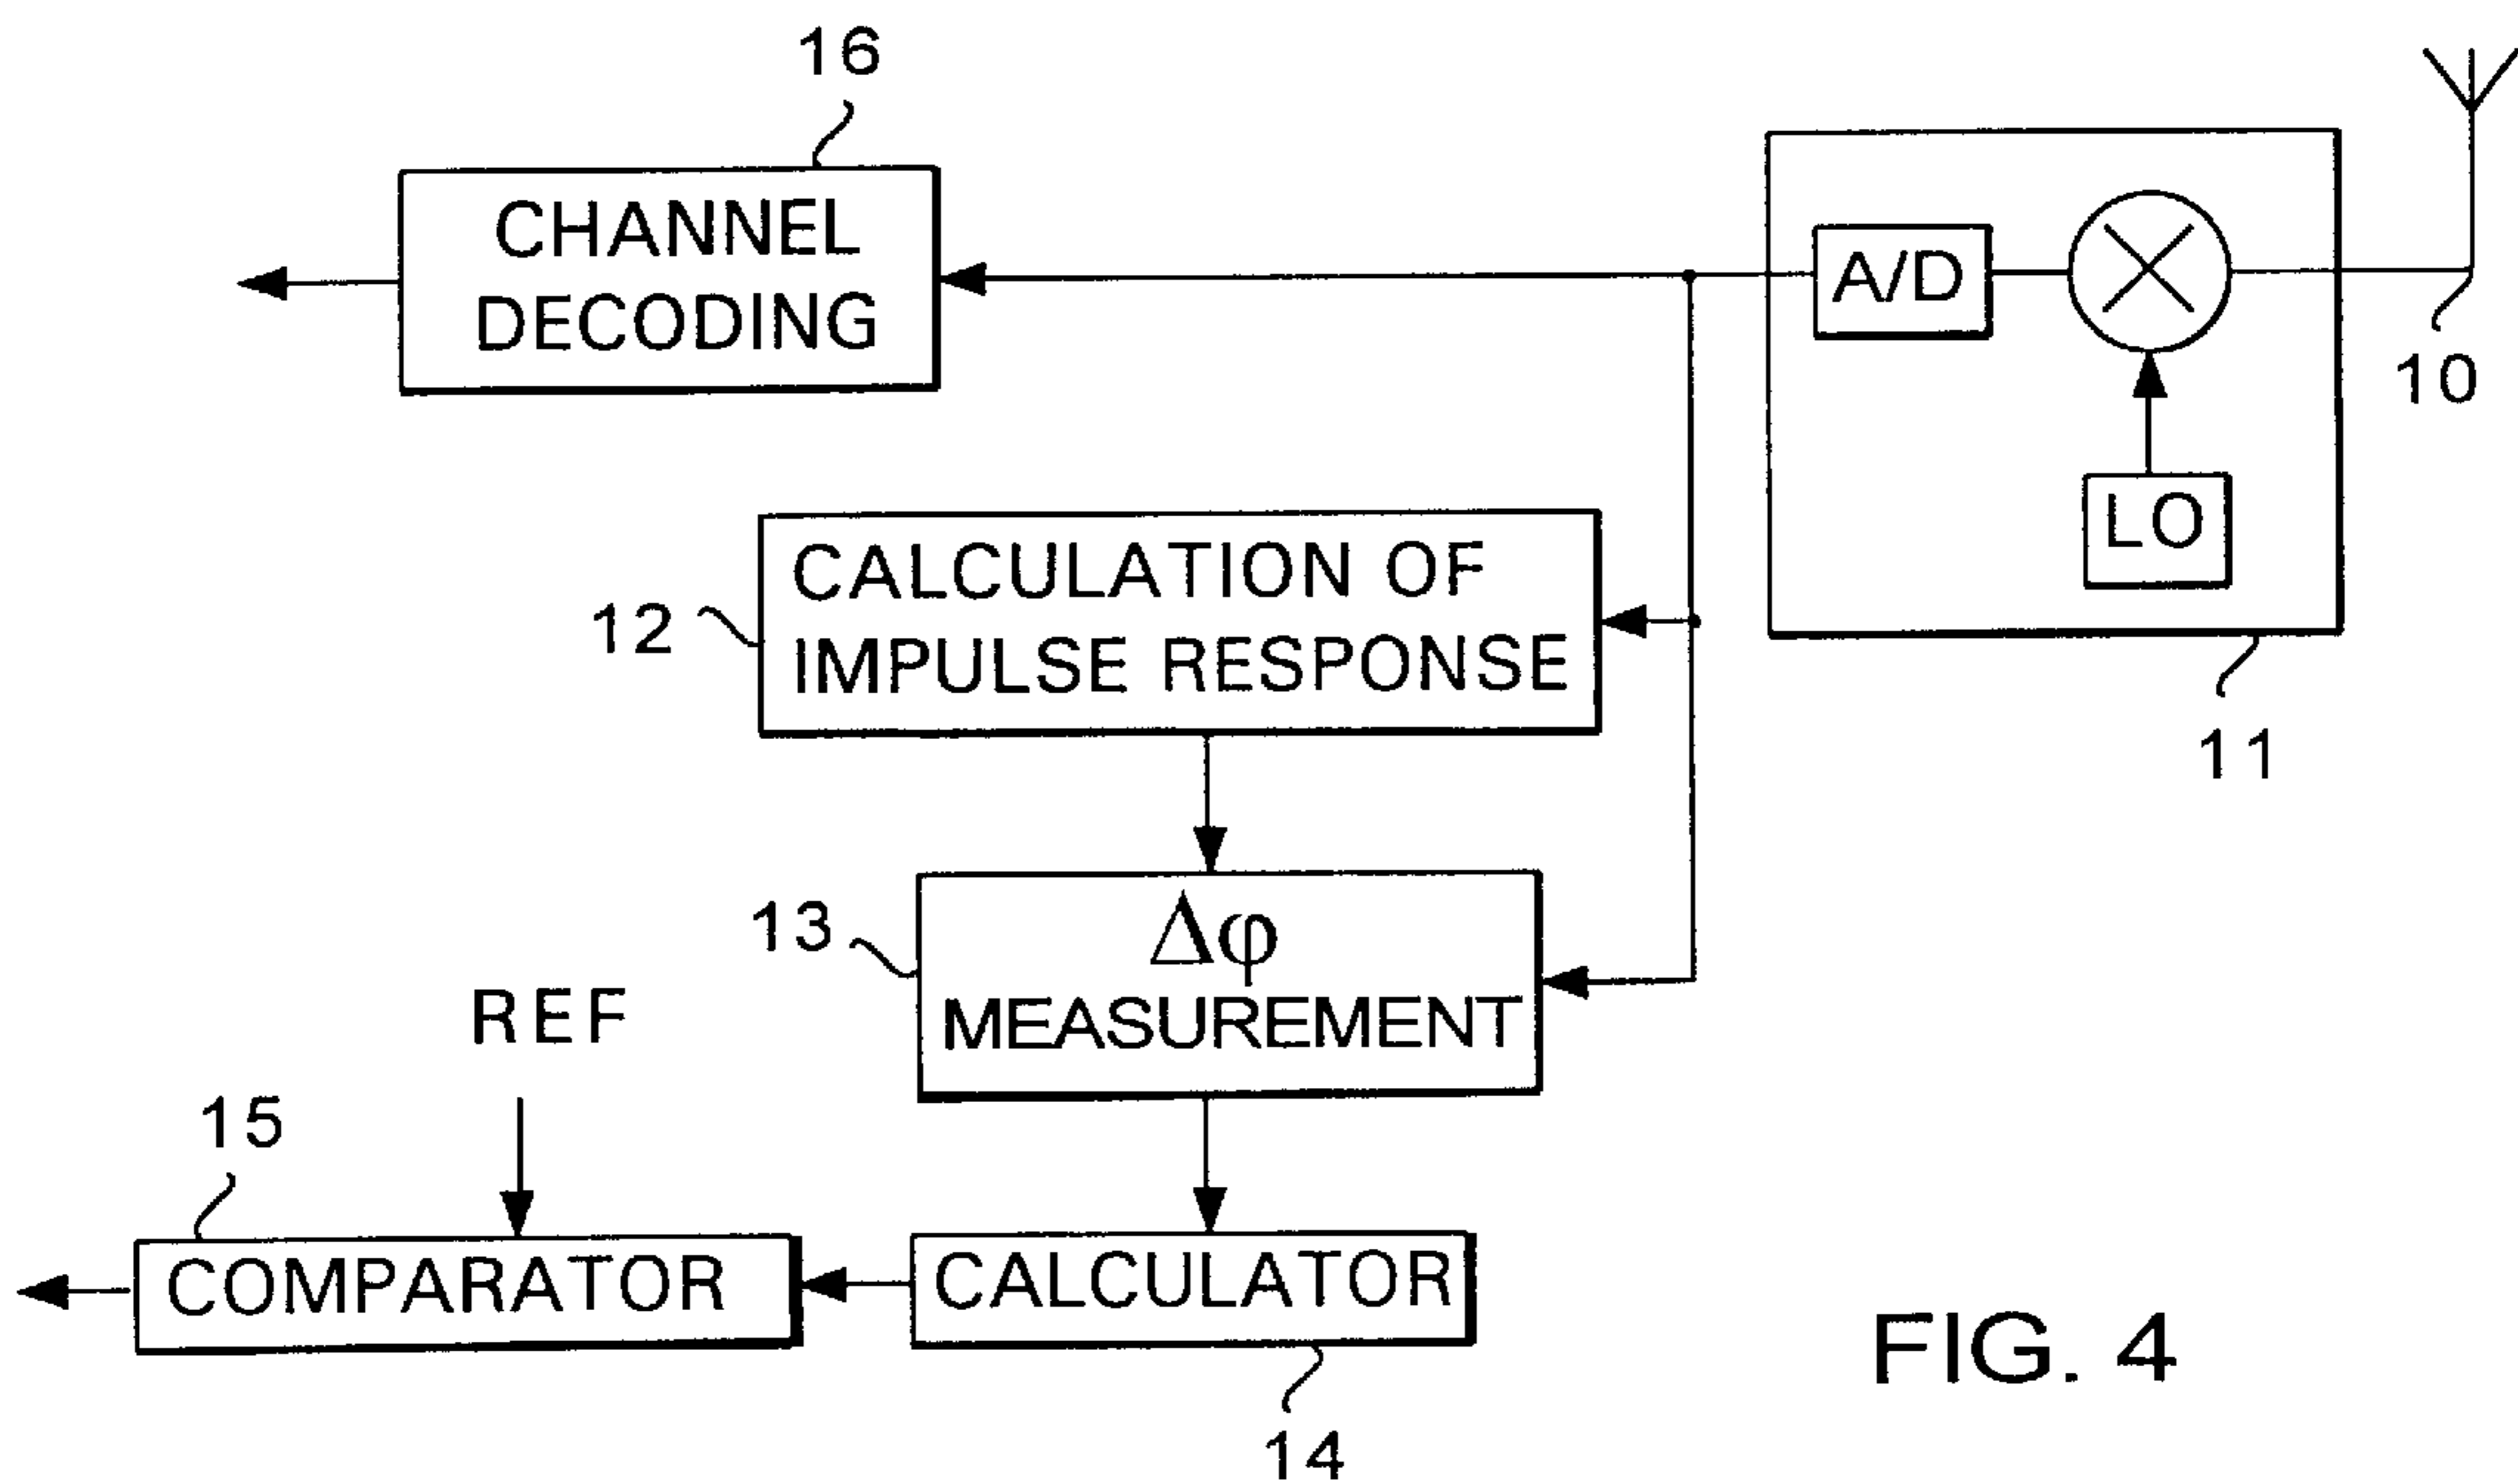 16
CHANNEL
DECODING
A/D
10
LO
11
CALCULATION OF
IMPULSE RESPONSE
12
Δφ
MEASUREMENT
13
REF
15
COMPARATOR
CALCULATOR
14
FIG. 4